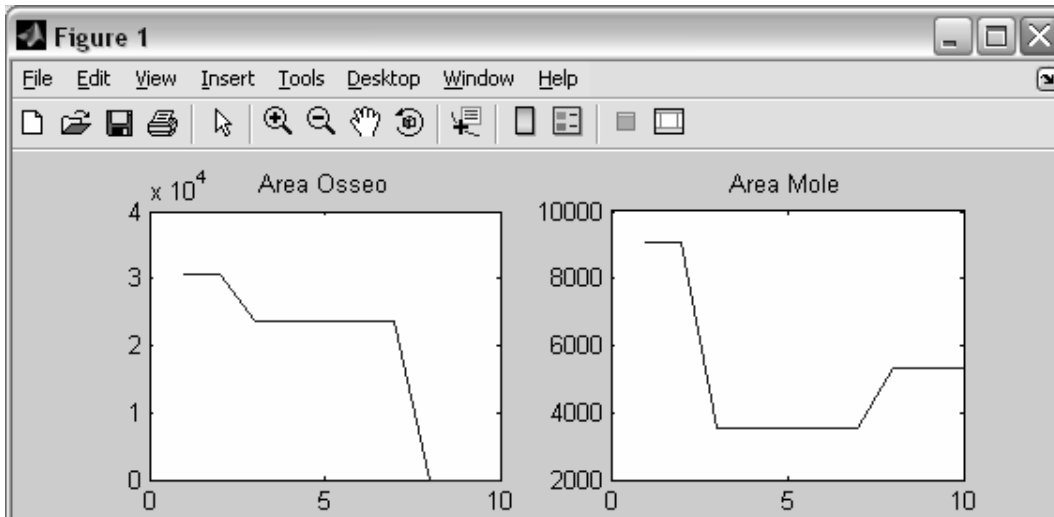 Figure 1
File Edit View Insert Tools Desktop Window Help
x 10^4
Area Osseo
4
3
2
1
0
0 5 10
Area Mole
10000
8000
6000
4000
2000
0 5 10